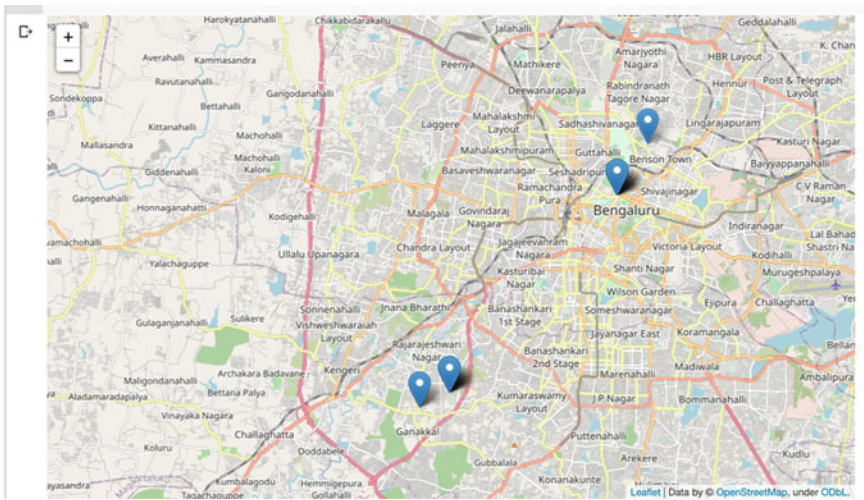 Harokyatanahalli
Chikkabidarakallu
Geddalahalli
+
−
Jalahalli
Averahalli
Kammasandra
Peenya
Mathikere
Amarjyothi
Nagara
HBR Layout
K. Chan
Ravutanahalli
Gangodanahalli
Deewanarapalya
Rabindranath
Tagore Nagar
Hennur
Post & Telegraph
Layout
Sondekoppa
Bettahalli
Mahalakshmi
Layout
Laggere
Sadhashivanagar
Lingarajapuram
Kittanahalli
Machohalli
Mallasandra
Mahalakshmipuram
Guttahalli
Benson Town
Kasturi Nagar
Giddenahalli
Machohalli
Kaloni
Basaveshwaranagar
Seshadripuram
Baiyyappanahalli
Gangenahalli
Honnaganahatti
Ramachandra
Pura
Shivajinagar
C V Raman
Nagar
Kodigehalli
Malagala
Govindaraj
Nagara
Bengaluru
Indiranagar
Chandra Layout
Jagajeevanram
Nagara
Victoria Layout
Lal Bahad
Shastri Na
Yalachaguppe
Ullalu Upanagara
Kasturibai
Nagar
Shanti Nagar
Kodihalli
Murugeshpalaya
Wilson Garden
Ejipura
Challaghatta
Gulaganjanahalli
Sulikere
Sonnenahalli
Vishweshwaraiah
Layout
Jnana Bharathi
Banashankari
1st Stage
Someshwaranagar
Rajarajeshwari
Nagar
Jayanagar East
Koramangala
Maligondanahalli
Archakara Badavane
Kengeri
Banashankari
2nd Stage
Bellan
Aladamaradapalya
Bettana Palya
Marenahalli
Madiwala
Ambalipura
Vinayaka Nagara
Kumaraswamy
Layout
J P Nagar
Bommanahalli
Challaghatta
Ganakkal
Puttenahalli
Koluru
Doddabele
Gubbalala
Arekere
Kudlu
Kumbalagodu
Hemmigepura
Konanakunte
Hulimavu
Tagachaguppe
Gollahalli
Leaflet | Data by © OpenStreetMap, under ODbL.